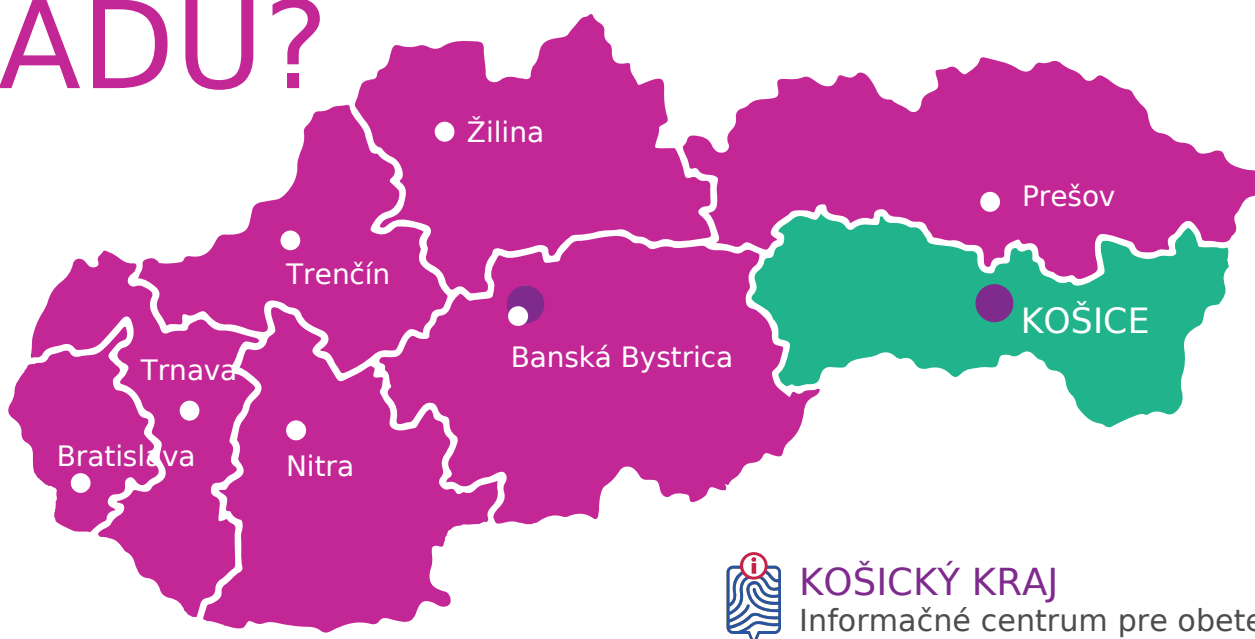 ADU?
Žilina
Prešov
Trenčín
KOŠICE
Banská Bystrica
Trnava
Bratislava
Nitra
KOŠICKÝ KRAJ
Informačné centrum pre obete